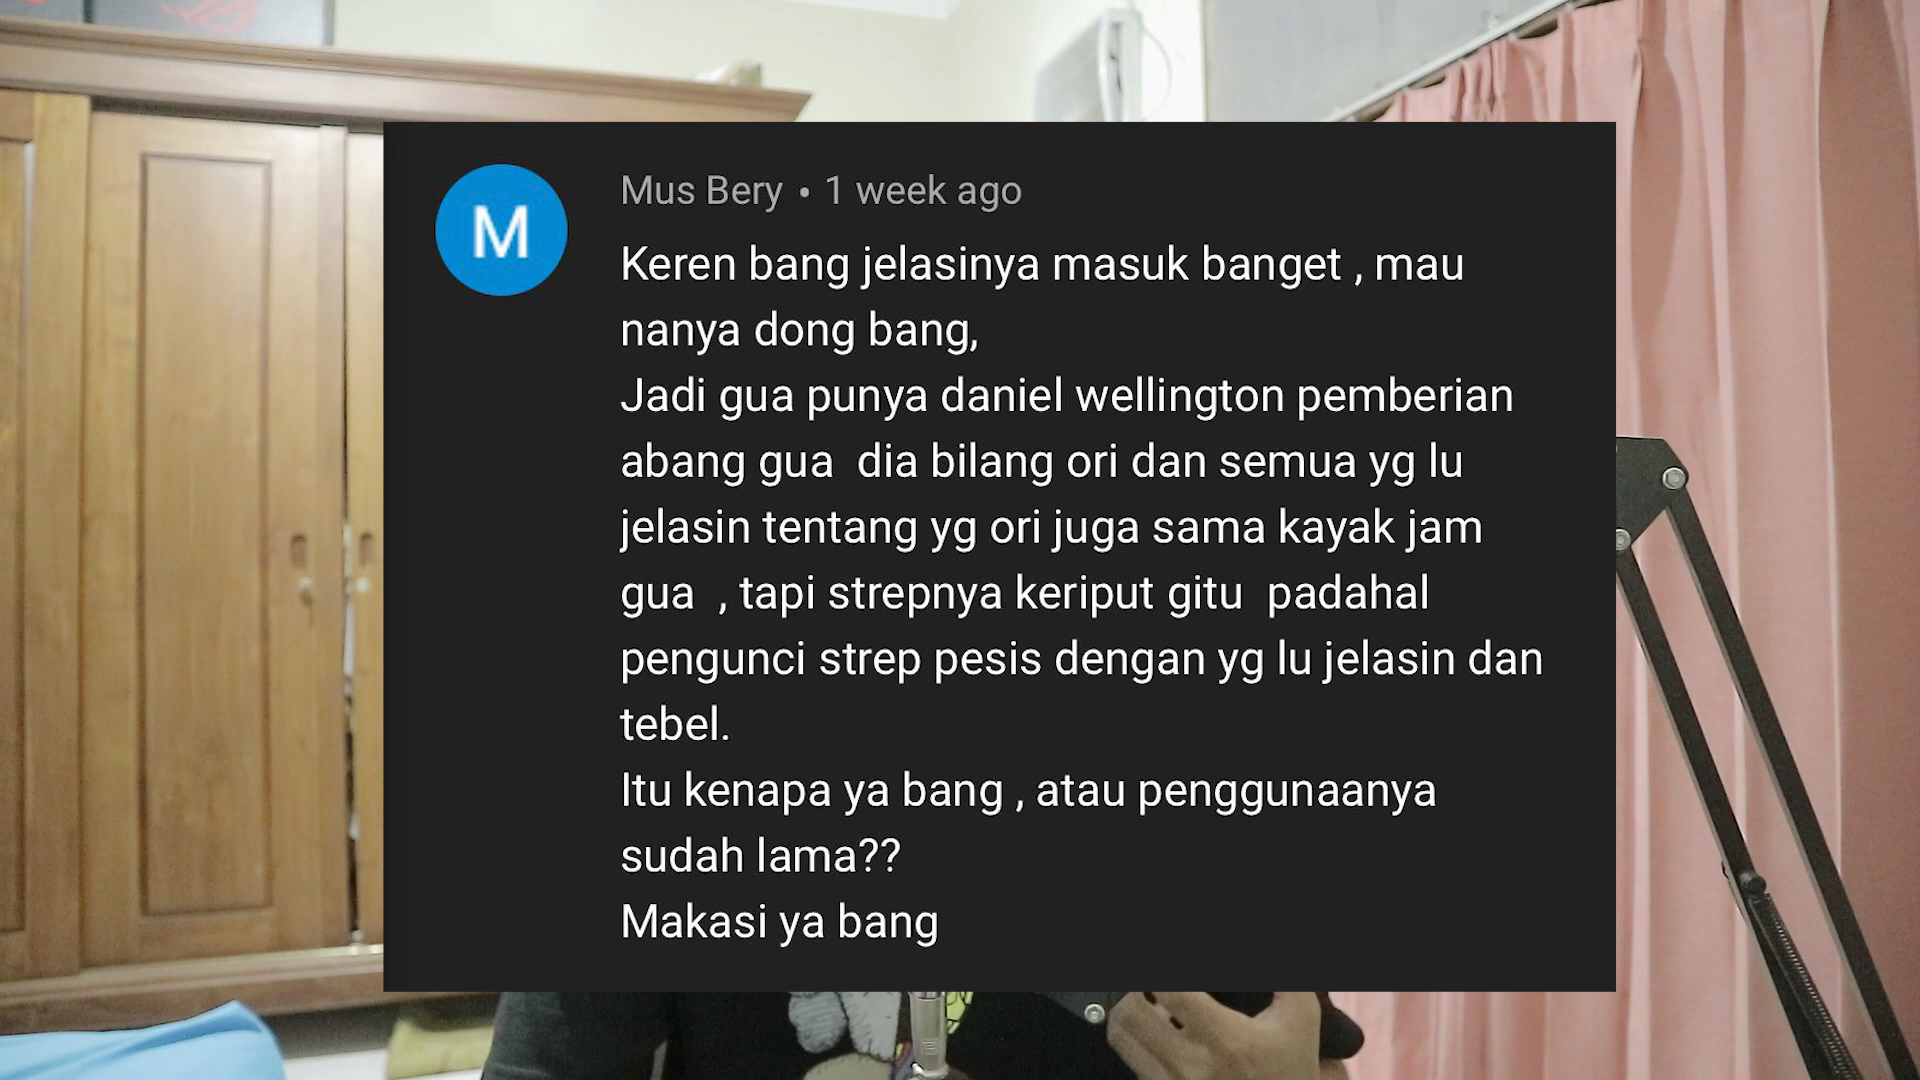 M
Mus Bery • 1 week ago
Keren bang jelasinya masuk banget , mau
nanya dong bang,
Jadi gua punya daniel wellington pemberian
abang gua  dia bilang ori dan semua yg lu
jelasin tentang yg ori juga sama kayak jam
gua  , tapi strepnya keriput gitu  padahal
pengunci strep pesis dengan yg lu jelasin dan
tebel.
Itu kenapa ya bang , atau penggunaanya
sudah lama??
Makasi ya bang